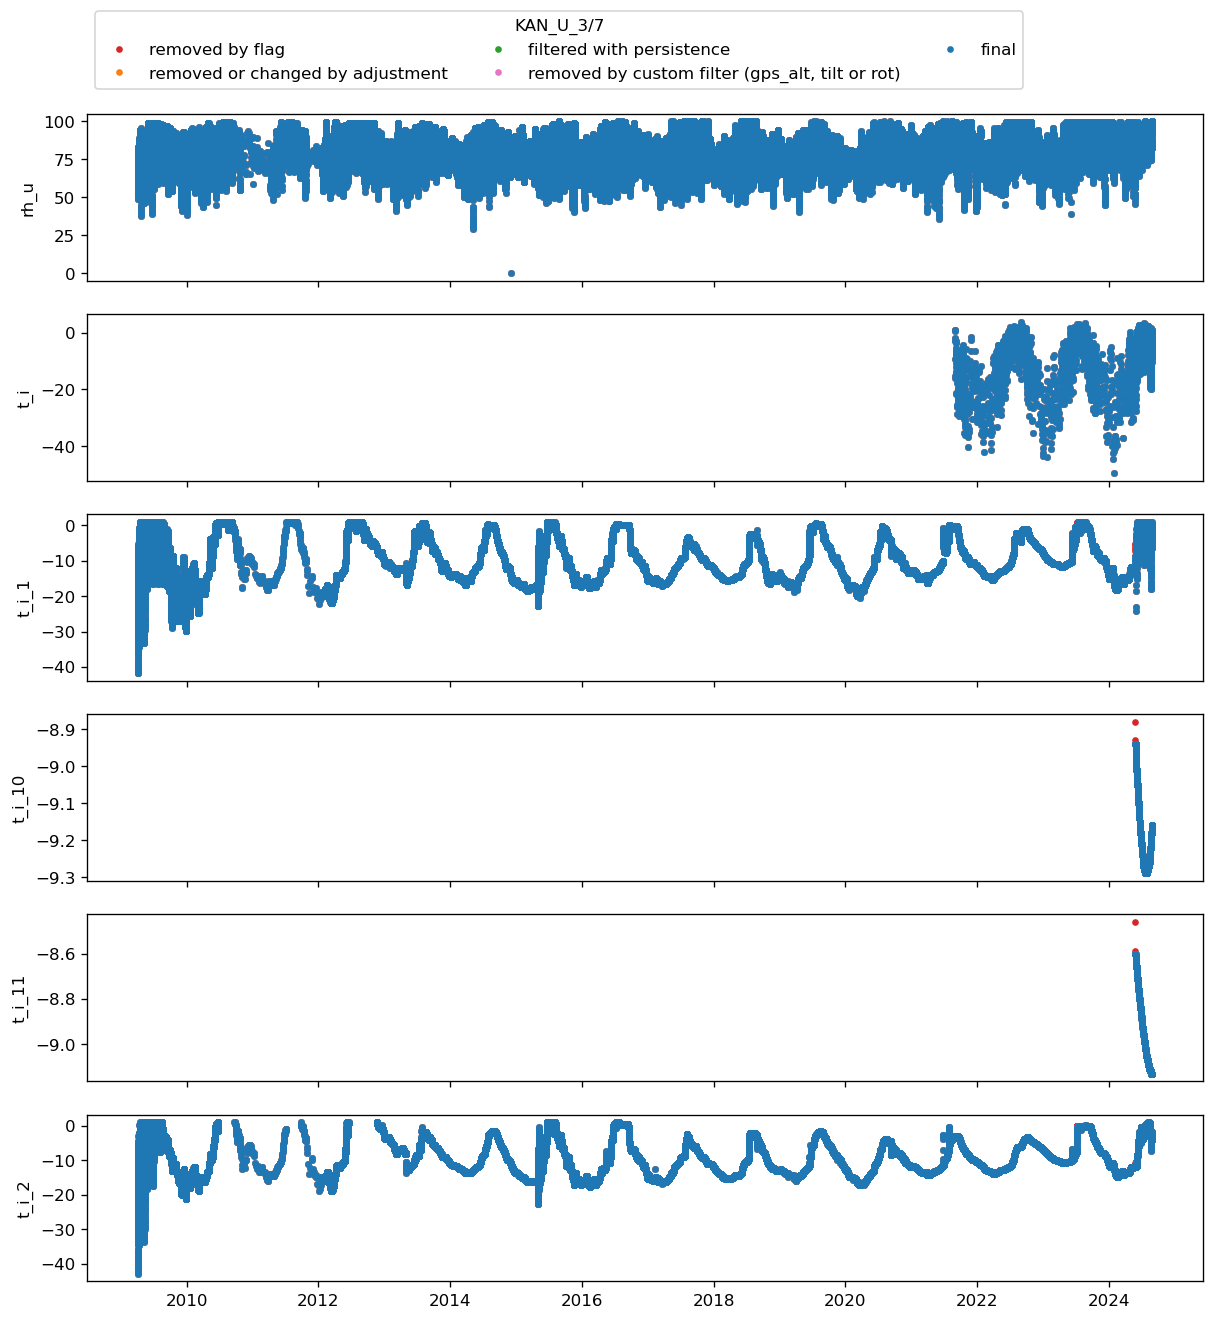 KAN_U_3/7
removed by flag
removed or changed by adjustment
filtered with persistence
removed by custom filter (gps_alt, tilt or rot)
final
100
75
50
25
0
rh_u
0
−20
−40
t_i
0
−10
−20
−30
−40
t_i_1
−8.9
−9.0
−9.1
−9.2
−9.3
t_i_10
−8.6
−8.8
−9.0
t_i_11
0
−10
−20
−30
−40
t_i_2
2010 2012 2014 2016 2018 2020 2022 2024